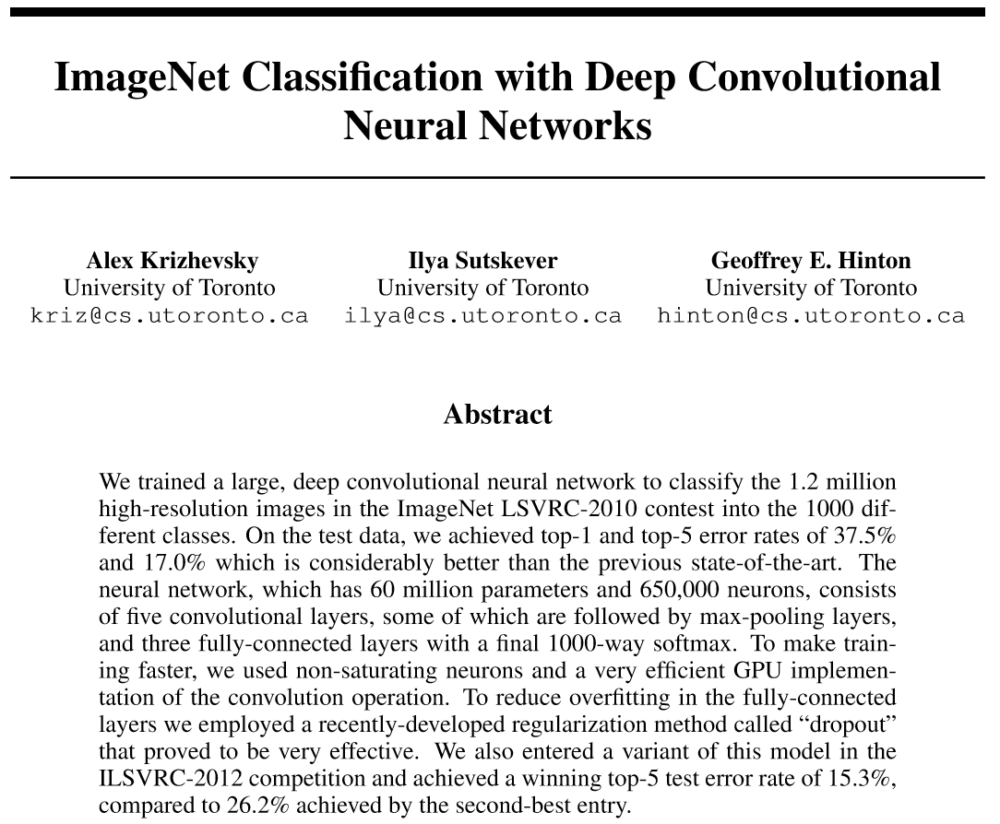 ImageNet Classification with Deep Convolutional
Neural Networks
Alex Krizhevsky
University of Toronto
kriz@cs.utoronto.ca
Ilya Sutskever
University of Toronto
ilya@cs.utoronto.ca
Geoffrey E. Hinton
University of Toronto
hinton@cs.utoronto.ca
Abstract
We trained a large, deep convolutional neural network to classify the 1.2 million
high-resolution images in the ImageNet LSVRC-2010 contest into the 1000 dif-
ferent classes. On the test data, we achieved top-1 and top-5 error rates of 37.5%
and 17.0% which is considerably better than the previous state-of-the-art. The
neural network, which has 60 million parameters and 650,000 neurons, consists
of five convolutional layers, some of which are followed by max-pooling layers,
and three fully-connected layers with a final 1000-way softmax. To make train-
ing faster, we used non-saturating neurons and a very efficient GPU implemen-
tation of the convolution operation. To reduce overfitting in the fully-connected
layers we employed a recently-developed regularization method called “dropout”
that proved to be very effective. We also entered a variant of this model in the
ILSVRC-2012 competition and achieved a winning top-5 test error rate of 15.3%,
compared to 26.2% achieved by the second-best entry.